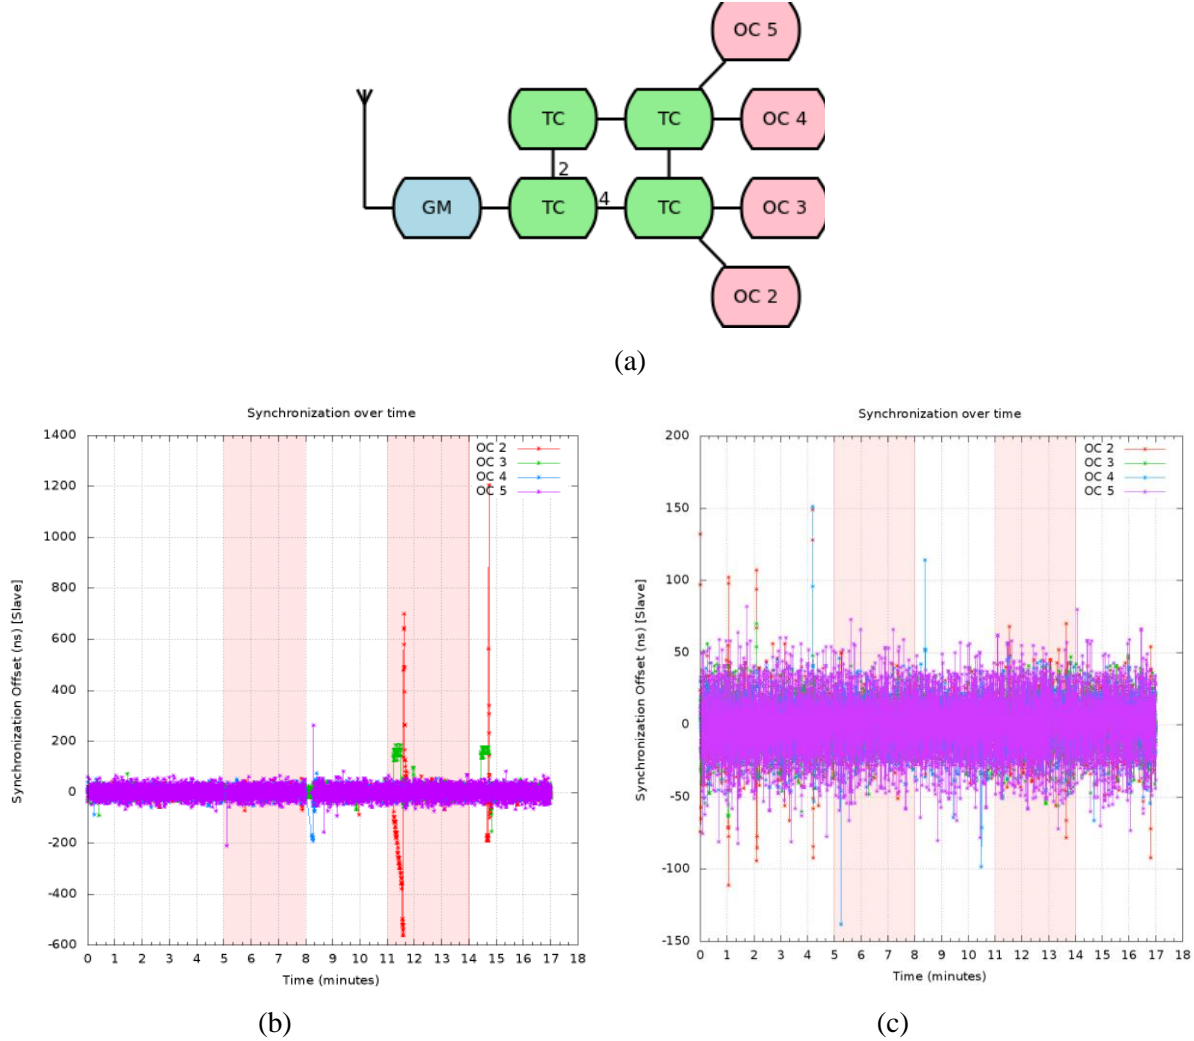 OC 5
TC
TC
OC 4
2
GM
TC
4
TC
OC 3
OC 2
(a)
Synchronization over time
Synchronization Offset (ns) [Slave]
1400
1200
1000
800
600
400
200
0
-200
-400
-600
OC 2
OC 3
OC 4
OC 5
0 1 2 3 4 5 6 7 8 9 10 11 12 13 14 15 16 17 18
Time (minutes)
(b)
Synchronization over time
Synchronization Offset (ns) [Slave]
200
150
100
50
0
-50
-100
-150
OC 2
OC 3
OC 4
OC 5
0 1 2 3 4 5 6 7 8 9 10 11 12 13 14 15 16 17 18
Time (minutes)
(c)